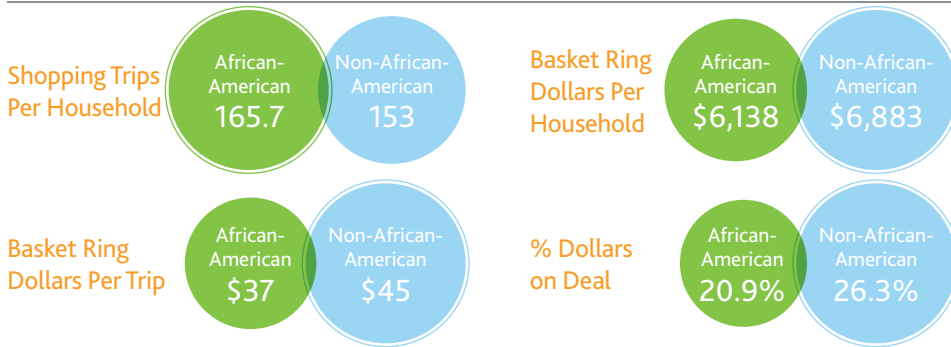 Shopping Trips
Per Household
African-
American
165.7
Non-African-
American
153
Basket Ring
Dollars Per
Household
African-
American
$6,138
Non-African-
American
$6,883
Basket Ring
Dollars Per Trip
African-
American
$37
Non-African-
American
$45
% Dollars
on Deal
African-
American
20.9%
Non-African-
American
26.3%